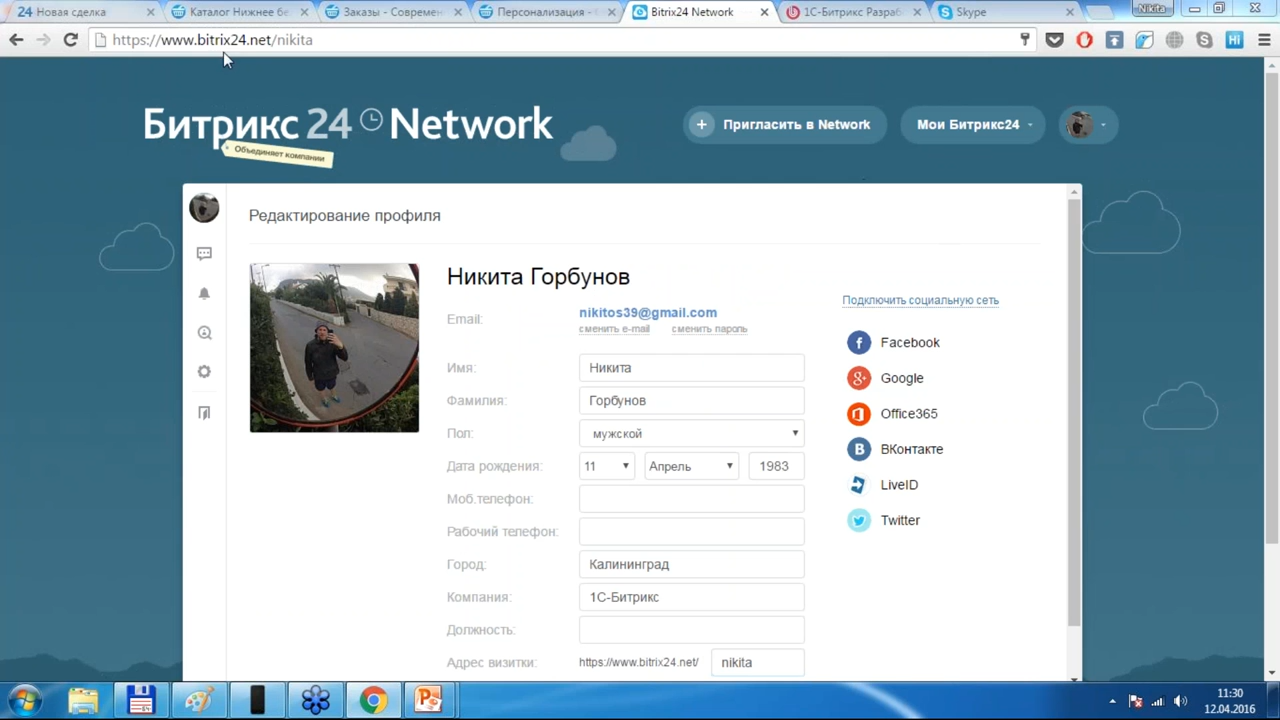 24 Новая сделка
Каталог Нижнее бе
Заказы - Современ
Персонализация -
Bitrix24 Network
1С-Битрикс Разраб
Skype
Nikita
https://www.bitrix24.net/nikita
Hi
Битрикс 24 Network
Объединяет компании
+ Пригласить в Network
Мои Битрикс24
Редактирование профиля
Никита Горбунов
Email:
nikitos39@gmail.com
сменить e-mail
сменить пароль
Подключить социальную сеть
Имя:
Никита
Facebook
Фамилия:
Горбунов
Google
Пол:
мужской
Office365
Дата рождения:
11
Апрель
1983
ВКонтакте
Моб.телефон:
LiveID
Рабочий телефон:
Twitter
Город:
Калининград
Компания:
1С-Битрикс
Должность:
Адрес визитки:
https://www.bitrix24.net/
nikita
11:30
12.04.2016